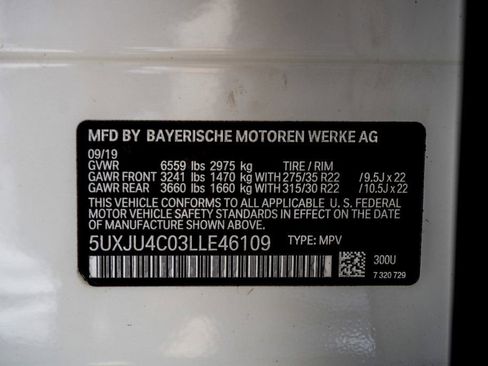 MFD BY BAYERISCHE MOTOREN WERKE AG
09/19
GVWR 6559 lbs 2975 kg TIRE / RIM
GAWR FRONT 3241 lbs 1470 kg 275/35 R22 / 9.5J x 22
GAWR REAR 3660 lbs 1660 kg 315/30 R22 / 10.5J x 22
THIS VEHICLE CONFORMS TO ALL APPLICABLE U. S. FEDERAL
MOTOR VEHICLE SAFETY STANDARDS IN EFFECT ON THE DATE OF
MANUFACTURE SHOWN ABOVE.
5UXJU4C03LLE46109 TYPE: MPV
300U
7 320 729